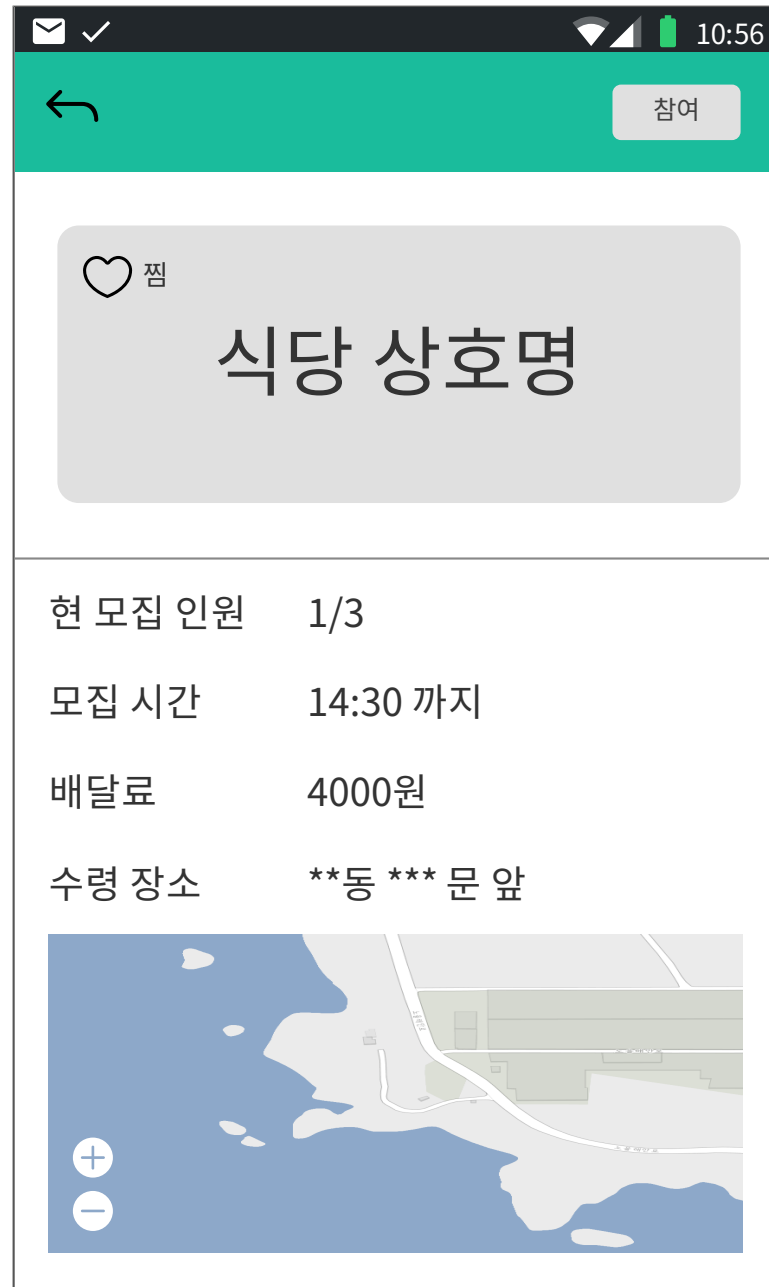 10:56
참여
찜
식당 상호명
현 모집 인원 1/3
모집 시간 14:30 까지
배달료 4000원
수령 장소 **동 *** 문 앞